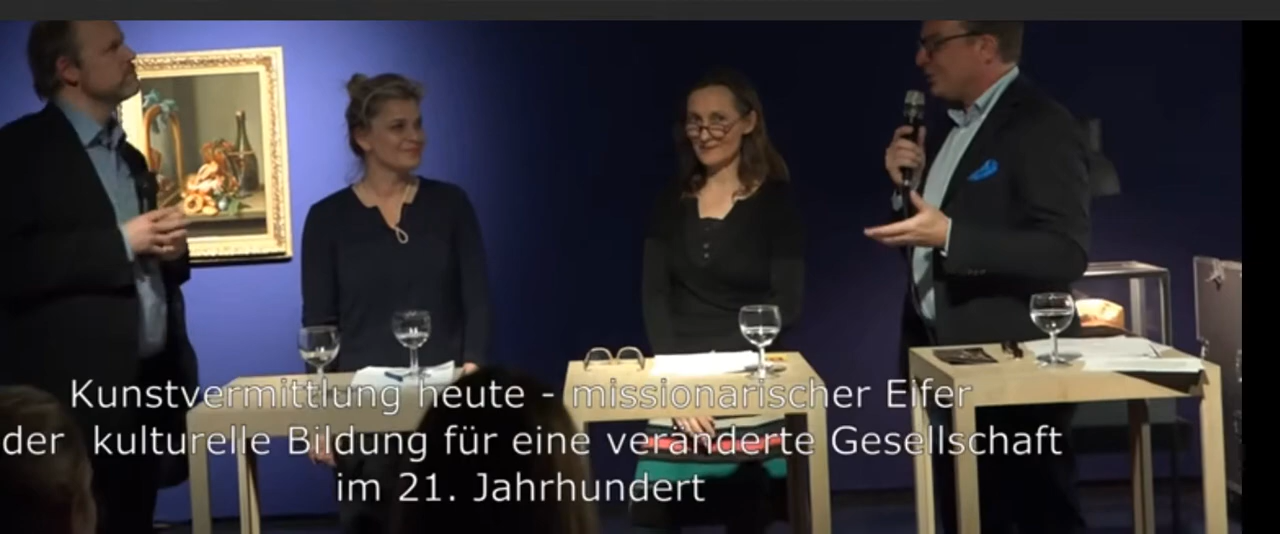 Kunstvermittlung heute - missionarischer Eifer
der kulturelle Bildung für eine veränderte Gesellschaft
im 21. Jahrhundert